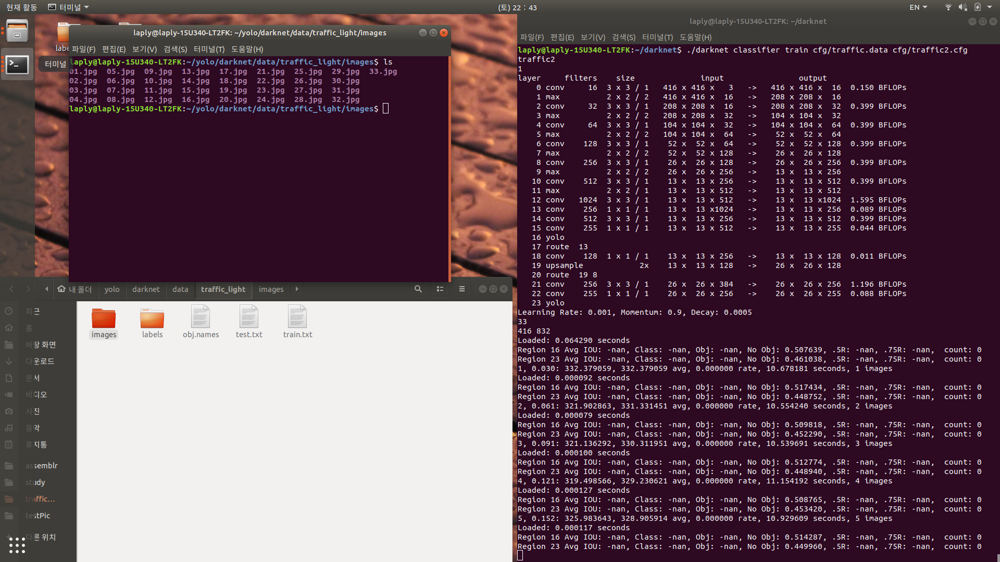 현재 활동 터미널 (토) 22 : 43 EN
laply@laply-15U340-LT2FK: ~/yolo/darknet/data/traffic_light/images
파일(F) 편집(E) 보기(V) 검색(S) 터미널(T) 도움말(H)
laply@laply-15U340-LT2FK:~/yolo/darknet/data/traffic_light/images$ ls
01.jpg 05.jpg 09.jpg 13.jpg 17.jpg 21.jpg 25.jpg 29.jpg 33.jpg
02.jpg 06.jpg 10.jpg 14.jpg 18.jpg 22.jpg 26.jpg 30.jpg
03.jpg 07.jpg 11.jpg 15.jpg 19.jpg 23.jpg 27.jpg 31.jpg
04.jpg 08.jpg 12.jpg 16.jpg 20.jpg 24.jpg 28.jpg 32.jpg
laply@laply-15U340-LT2FK:~/yolo/darknet/data/traffic_light/images$
터미널
내 폴더 yolo darknet data traffic_light images
최근
홈
바탕 화면
다운로드
문서
비디오
사진
음악
휴지통
assemblr
study
traffic...
testPic
다른 위치
images labels obj.names test.txt train.txt
laply@laply-15U340-LT2FK: ~/darknet
파일(F) 편집(E) 보기(V) 검색(S) 터미널(T) 도움말(H)
laply@laply-15U340-LT2FK:~/darknet$ ./darknet classifier train cfg/traffic.data cfg/traffic2.cfg
traffic2
1
layer filters size input output
0 conv 16 3 x 3 / 1 416 x 416 x 3 -> 416 x 416 x 16 0.150 BFLOPs
1 max 2 x 2 / 2 416 x 416 x 16 -> 208 x 208 x 16
2 conv 32 3 x 3 / 1 208 x 208 x 16 -> 208 x 208 x 32 0.399 BFLOPs
3 max 2 x 2 / 2 208 x 208 x 32 -> 104 x 104 x 32
4 conv 64 3 x 3 / 1 104 x 104 x 32 -> 104 x 104 x 64 0.399 BFLOPs
5 max 2 x 2 / 2 104 x 104 x 64 -> 52 x 52 x 64
6 conv 128 3 x 3 / 1 52 x 52 x 64 -> 52 x 52 x 128 0.399 BFLOPs
7 max 2 x 2 / 2 52 x 52 x 128 -> 26 x 26 x 128
8 conv 256 3 x 3 / 1 26 x 26 x 128 -> 26 x 26 x 256 0.399 BFLOPs
9 max 2 x 2 / 2 26 x 26 x 256 -> 13 x 13 x 256
10 conv 512 3 x 3 / 1 13 x 13 x 256 -> 13 x 13 x 512 0.399 BFLOPs
11 max 2 x 2 / 1 13 x 13 x 512 -> 13 x 13 x 512
12 conv 1024 3 x 3 / 1 13 x 13 x 512 -> 13 x 13 x1024 1.595 BFLOPs
13 conv 256 1 x 1 / 1 13 x 13 x1024 -> 13 x 13 x 256 0.089 BFLOPs
14 conv 512 3 x 3 / 1 13 x 13 x 256 -> 13 x 13 x 512 0.399 BFLOPs
15 conv 255 1 x 1 / 1 13 x 13 x 512 -> 13 x 13 x 255 0.044 BFLOPs
16 yolo
17 route 13
18 conv 128 1 x 1 / 1 13 x 13 x 256 -> 13 x 13 x 128 0.011 BFLOPs
19 upsample 2x 13 x 13 x 128 -> 26 x 26 x 128
20 route 19 8
21 conv 256 3 x 3 / 1 26 x 26 x 384 -> 26 x 26 x 256 1.196 BFLOPs
22 conv 255 1 x 1 / 1 26 x 26 x 256 -> 26 x 26 x 255 0.088 BFLOPs
23 yolo
Learning Rate: 0.001, Momentum: 0.9, Decay: 0.0005
33
416 832
Loaded: 0.064290 seconds
Region 16 Avg IOU: -nan, Class: -nan, Obj: -nan, No Obj: 0.507639, .5R: -nan, .75R: -nan, count: 0
Region 23 Avg IOU: -nan, Class: -nan, Obj: -nan, No Obj: 0.461038, .5R: -nan, .75R: -nan, count: 0
1, 0.030: 332.379059, 332.379059 avg, 0.000000 rate, 10.678181 seconds, 1 images
Loaded: 0.000092 seconds
Region 16 Avg IOU: -nan, Class: -nan, Obj: -nan, No Obj: 0.517434, .5R: -nan, .75R: -nan, count: 0
Region 23 Avg IOU: -nan, Class: -nan, Obj: -nan, No Obj: 0.448752, .5R: -nan, .75R: -nan, count: 0
2, 0.061: 321.902863, 331.331451 avg, 0.000000 rate, 10.554240 seconds, 2 images
Loaded: 0.000079 seconds
Region 16 Avg IOU: -nan, Class: -nan, Obj: -nan, No Obj: 0.509818, .5R: -nan, .75R: -nan, count: 0
Region 23 Avg IOU: -nan, Class: -nan, Obj: -nan, No Obj: 0.452290, .5R: -nan, .75R: -nan, count: 0
3, 0.091: 321.136292, 330.311951 avg, 0.000000 rate, 10.539691 seconds, 3 images
Loaded: 0.000100 seconds
Region 16 Avg IOU: -nan, Class: -nan, Obj: -nan, No Obj: 0.512774, .5R: -nan, .75R: -nan, count: 0
Region 23 Avg IOU: -nan, Class: -nan, Obj: -nan, No Obj: 0.448940, .5R: -nan, .75R: -nan, count: 0
4, 0.121: 319.498566, 329.230621 avg, 0.000000 rate, 11.154192 seconds, 4 images
Loaded: 0.000127 seconds
Region 16 Avg IOU: -nan, Class: -nan, Obj: -nan, No Obj: 0.508765, .5R: -nan, .75R: -nan, count: 0
Region 23 Avg IOU: -nan, Class: -nan, Obj: -nan, No Obj: 0.453420, .5R: -nan, .75R: -nan, count: 0
5, 0.152: 325.983643, 328.905914 avg, 0.000000 rate, 10.929609 seconds, 5 images
Loaded: 0.000117 seconds
Region 16 Avg IOU: -nan, Class: -nan, Obj: -nan, No Obj: 0.514287, .5R: -nan, .75R: -nan, count: 0
Region 23 Avg IOU: -nan, Class: -nan, Obj: -nan, No Obj: 0.449960, .5R: -nan, .75R: -nan, count: 0